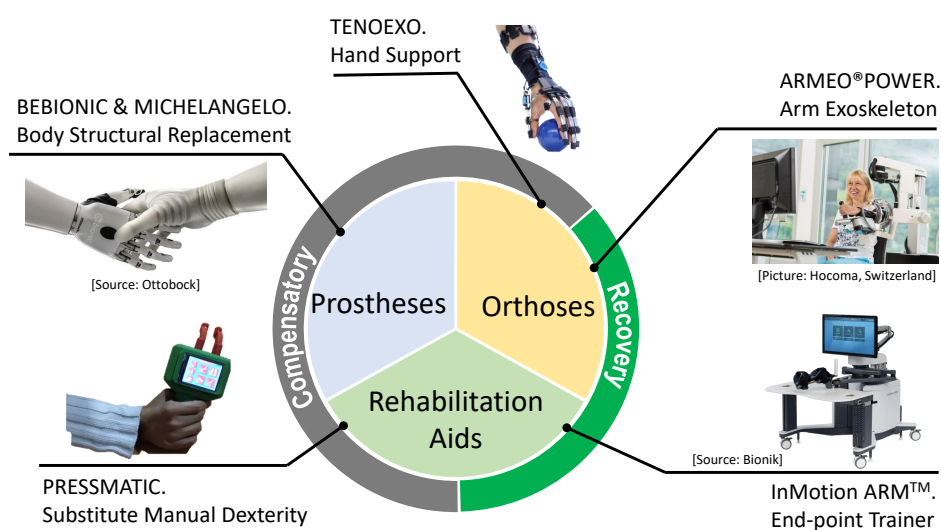 TENOEXO.
Hand Support
BEBIONIC & MICHELANGELO.
Body Structural Replacement
ARMEO®POWER.
Arm Exoskeleton
[Source: Ottobock]
[Picture: Hocoma, Switzerland]
Compensatory
Prostheses
Orthoses
Recovery
Rehabilitation
Aids
[Source: Bionik]
PRESSMATIC.
Substitute Manual Dexterity
InMotion ARM™.
End-point Trainer